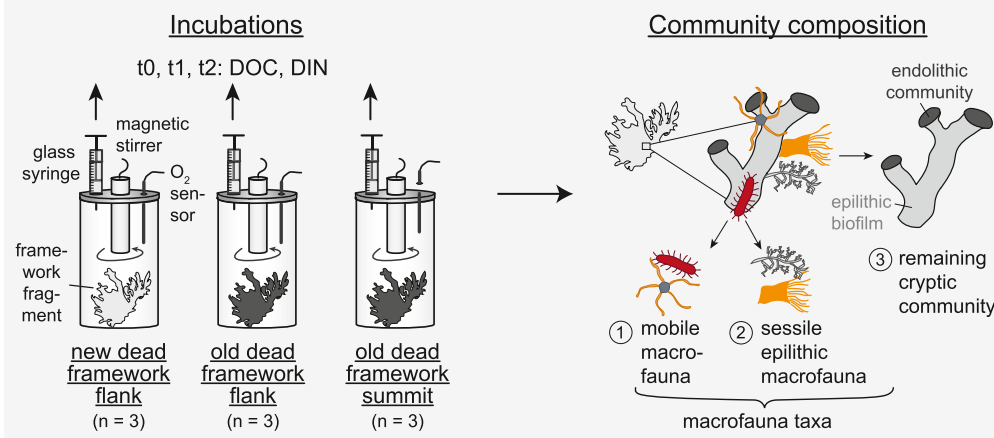 Incubations
t0, t1, t2: DOC, DIN
magnetic
stirrer
glass
syringe
O2
sen-
sor
frame-
work
frag-
ment
new dead
framework
flank
(n = 3)
old dead
framework
flank
(n = 3)
old dead
framework
summit
(n = 3)
Community composition
endolithic
community
epilithic
biofilm
1 mobile
macro-
fauna
2 sessile
epilithic
macrofauna
3 remaining
cryptic
community
macrofauna taxa